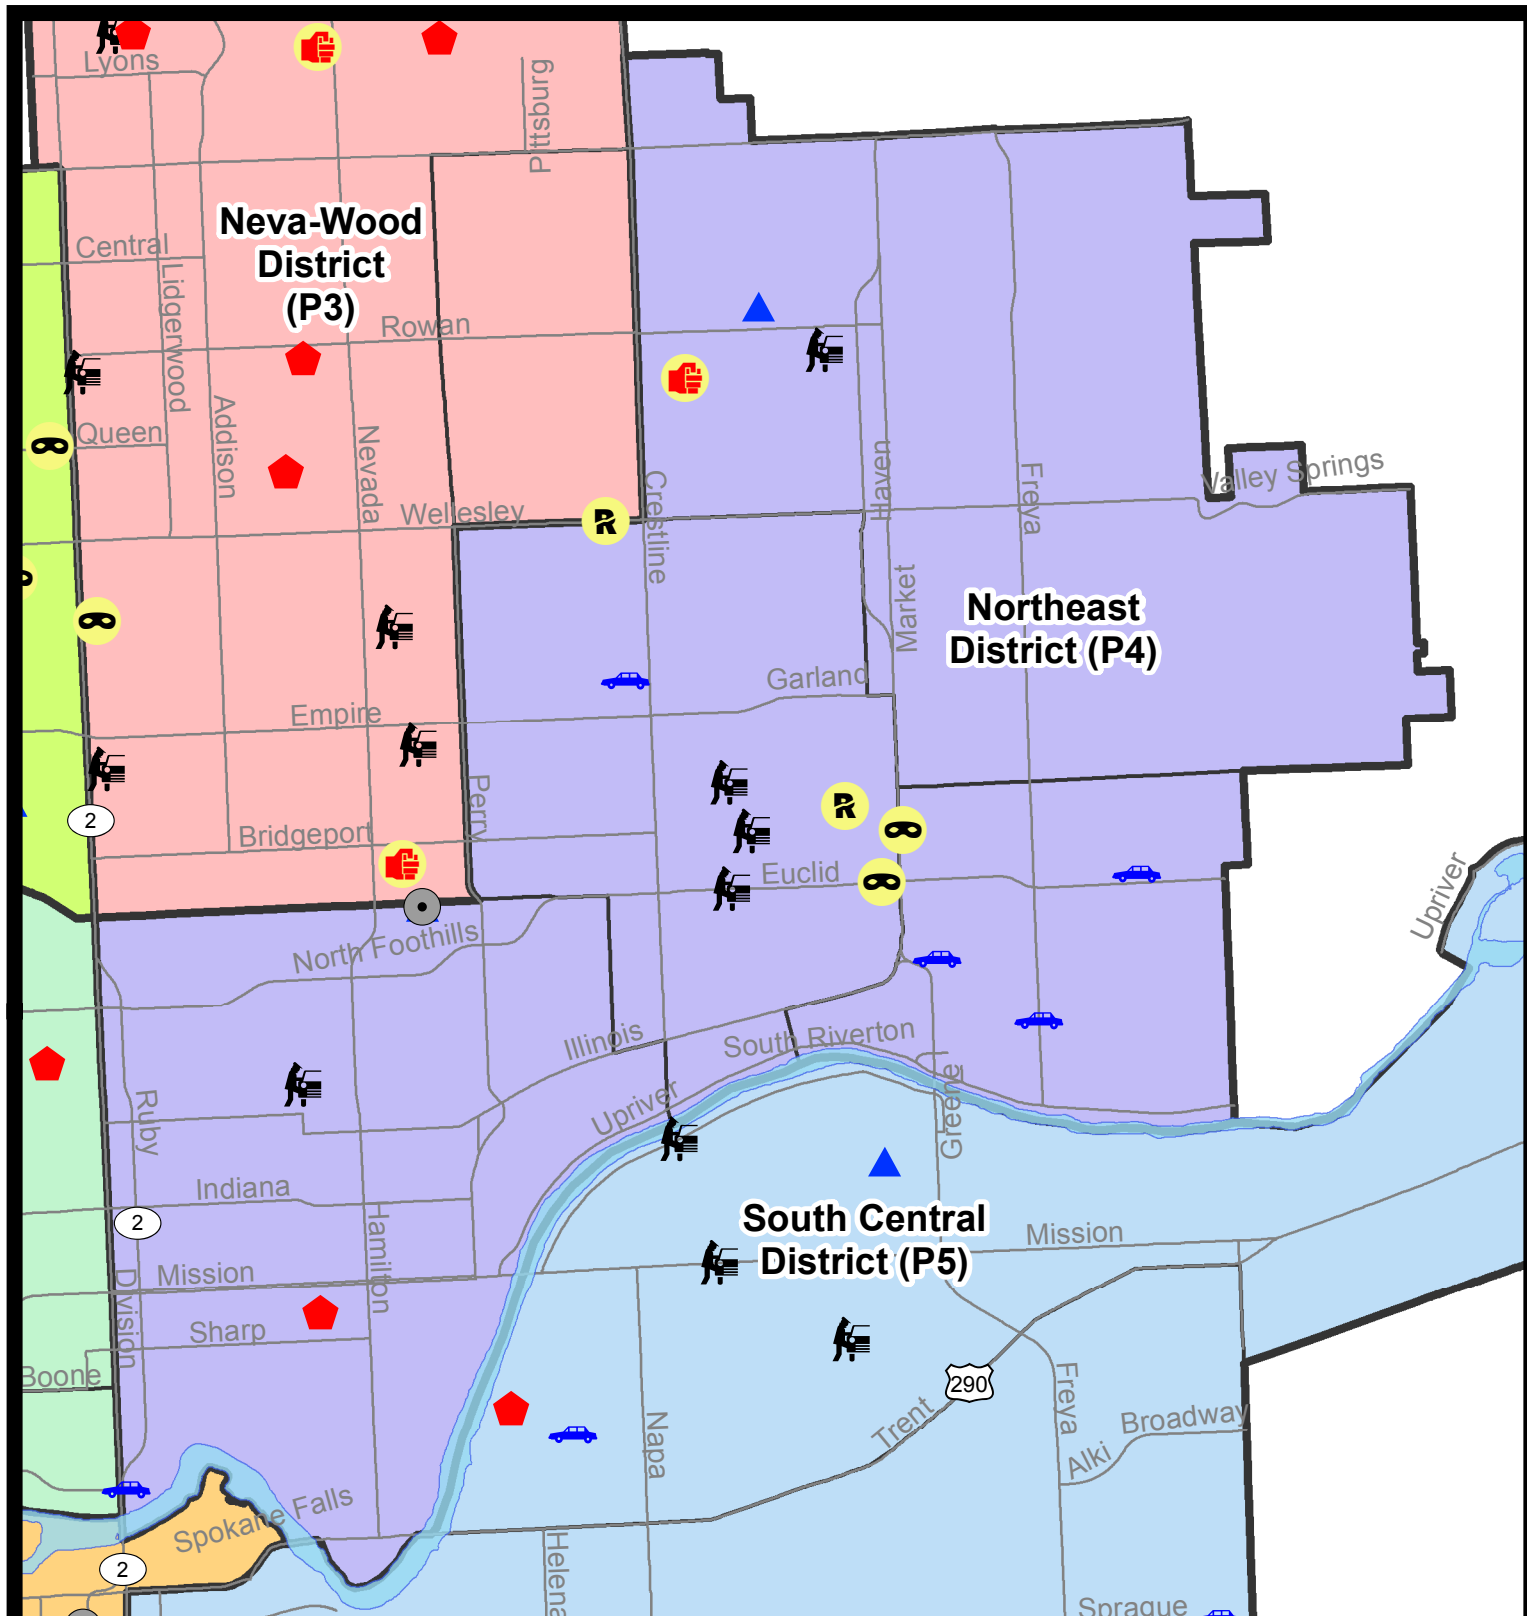 Lyons
Pittsburg
Neva-Wood
District
(P3)
Central
Lidgerwood
Rowan
Addison
Queen
Nevada
Wellesley
Crestline
Haven
Freya
Valley Springs
Market
Northeast
District (P4)
Garland
Empire
Perry
2
Bridgeport
Euclid
Upriver
North Foothills
Illinois
South Riverton
Ruby
Upriver
Greene
Indiana
2
Hamilton
South Central
District (P5)
Mission
Mission
Division
Sharp
Boone
290
Freya
Napa
Trent
Broadway
Alki
Spokane Falls
2
Helena
Sprague